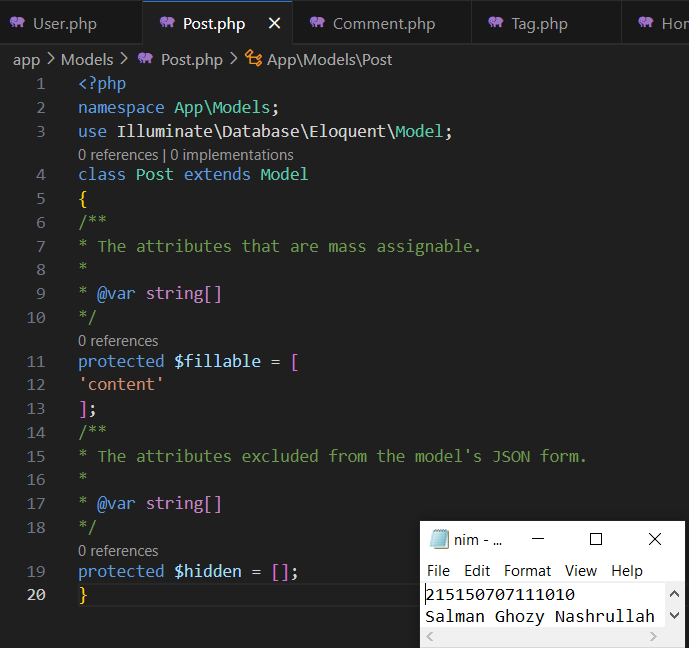 User.php Post.php Comment.php Tag.php Hom
app Models Post.php App\Models\Post
1 <?php
2 namespace App\Models;
3 use Illuminate\Database\Eloquent\Model;
0 references | 0 implementations
4 class Post extends Model
5 {
6 /**
7 * The attributes that are mass assignable.
8 *
9 * @var string[]
10 */
0 references
11 protected $fillable = [
12 'content'
13 ];
14 /**
15 * The attributes excluded from the model's JSON form.
16 *
17 * @var string[]
18 */
0 references
19 protected $hidden = [];
20 }
nim - ...
File Edit Format View Help
215150707111010
Salman Ghozy Nashrullah